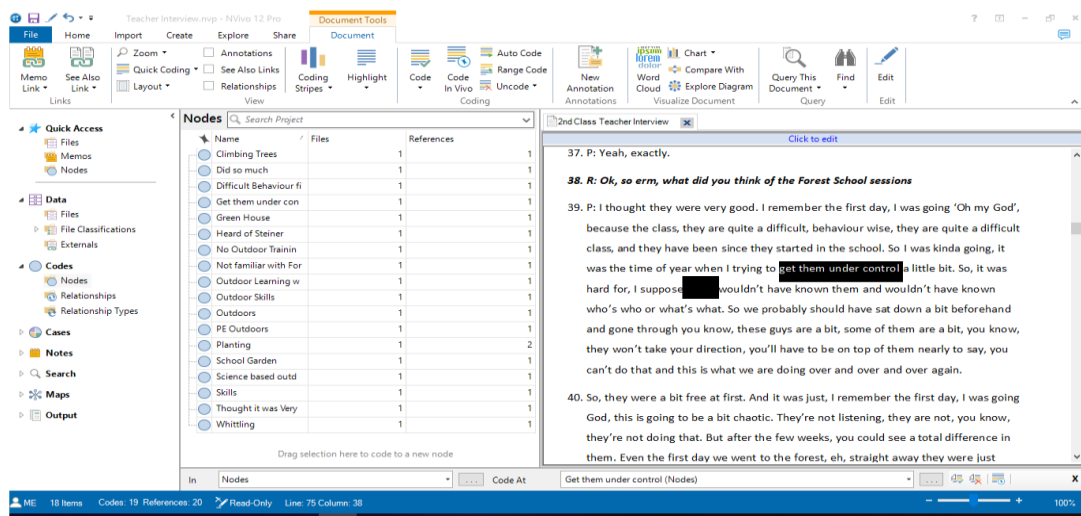 Teacher Interview.nvp - NVivo 12 Pro
Document Tools
File Home Import Create Explore Share Document
Memo Link
See Also Link
Links
Zoom
Quick Coding
Layout
Annotations
See Also Links
Relationships
View
Coding Stripes
Highlight
Code
Code In Vivo
Auto Code
Range Code
Uncode
Coding
New Annotation
Annotations
Word Cloud
Chart
Compare With
Explore Diagram
Visualize Document
Query This Document
Find
Query
Edit
Edit
Quick Access
Files
Memos
Nodes
Data
Files
File Classifications
Externals
Codes
Nodes
Relationships
Relationship Types
Cases
Notes
Search
Maps
Output
Nodes Search Project
Name Files References
Climbing Trees 1 1
Did so much 1 1
Difficult Behaviour fi 1 1
Get them under con 1 1
Green House 1 1
Heard of Steiner 1 1
No Outdoor Trainin 1 1
Not familiar with For 1 1
Outdoor Learning w 1 1
Outdoor Skills 1 1
Outdoors 1 1
PE Outdoors 1 1
Planting 1 2
School Garden 1 1
Science based outd 1 1
Skills 1 1
Thought it was Very 1 1
Whittling 1 1
Drag selection here to code to a new node
2nd Class Teacher Interview
Click to edit
37. P: Yeah, exactly.
38. R: Ok, so erm, what did you think of the Forest School sessions
39. P: I thought they were very good. I remember the first day, I was going ‘Oh my God’,
because the class, they are quite a difficult, behaviour wise, they are quite a difficult
class, and they have been since they started in the school. So I was kinda going, it
was the time of year when I trying to get them under control a little bit. So, it was
hard for, I suppose wouldn’t have known them and wouldn’t have known
who’s who or what’s what. So we probably should have sat down a bit beforehand
and gone through you know, these guys are a bit, some of them are a bit, you know,
they won’t take your direction, you’ll have to be on top of them nearly to say, you
can’t do that and this is what we are doing over and over and over again.
40. So, they were a bit free at first. And it was just, I remember the first day, I was going
God, this is going to be a bit chaotic. They’re not listening, they are not, you know,
they’re not doing that. But after the few weeks, you could see a total difference in
them. Even the first day we went to the forest, eh, straight away they were just
In Nodes ... Code At Get them under control (Nodes) ... X
ME 18 Items Codes: 19 References: 20 Read-Only Line: 75 Column: 38 100%